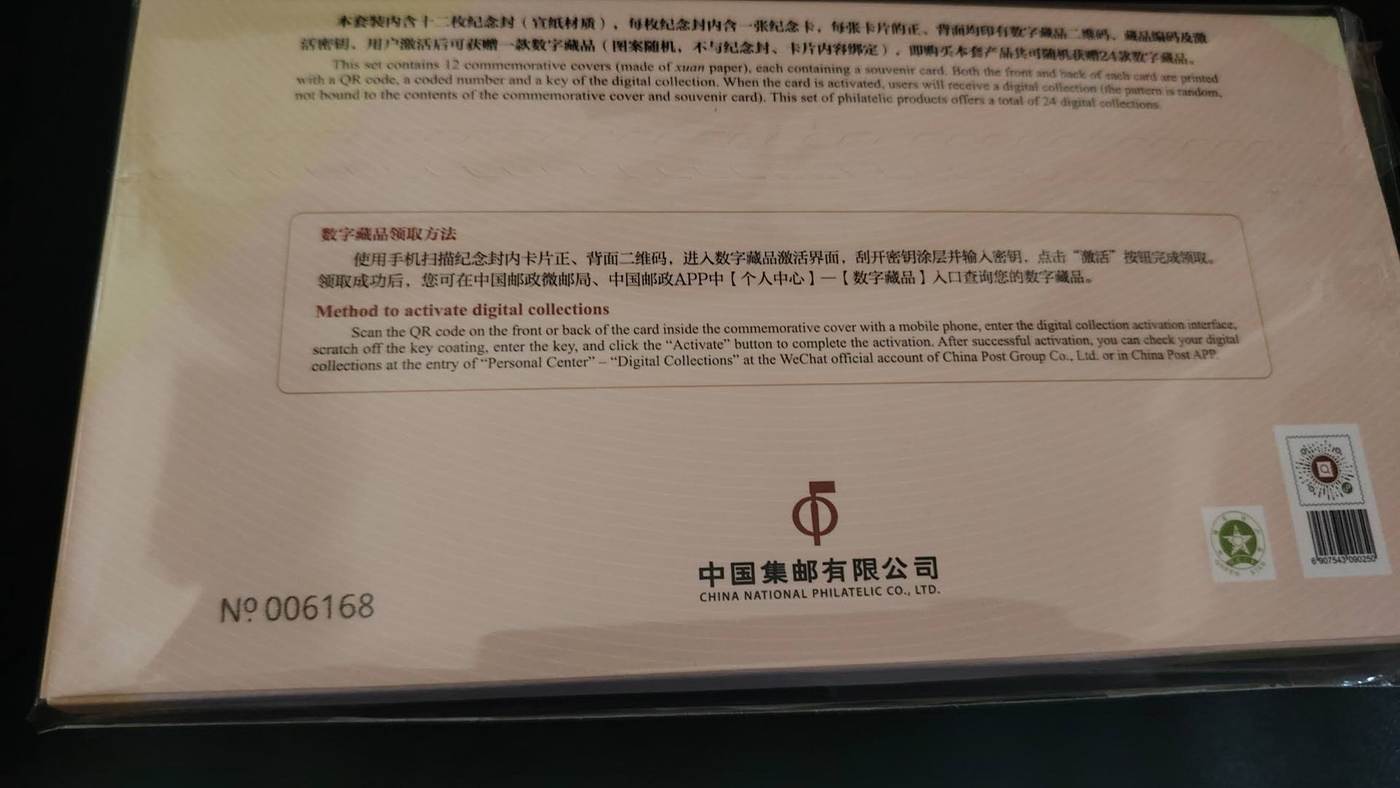 本套装内含十二枚纪念封（宣纸材质），每枚纪念封内含一张纪念卡，每张卡片的正、背面均印有数字藏品二维码、藏品编码及激
活密钥。用户激活后可获赠一款数字藏品（图案随机，不与纪念封、卡片内容绑定），即购买本套产品共可随机获赠24款数字藏品。
This set contains 12 commemorative covers (made of xuan paper), each containing a souvenir card. Both the front and back of each card are printed
with a QR code, a coded number and a key of the digital collection. When the card is activated, users will receive a digital collection (the pattern is random,
not bound to the contents of the commemorative cover and souvenir card). This set of philatelic products offers a total of 24 digital collections.
数字藏品领取方法
使用手机扫描纪念封内卡片正、背面二维码，进入数字藏品激活界面，刮开密钥涂层并输入密钥，点击“激活”按钮完成领取。
领取成功后，您可在中国邮政微邮局、中国邮政APP中【个人中心】—【数字藏品】入口查询您的数字藏品。
Method to activate digital collections
Scan the QR code on the front or back of the card inside the commemorative cover with a mobile phone, enter the digital collection activation interface,
scratch off the key coating, enter the key, and click the “Activate” button to complete the activation. After successful activation, you can check your digital
collections at the entry of “Personal Center” – “Digital Collections” at the WeChat official account of China Post Group Co., Ltd. or in China Post APP.
中国集邮有限公司
CHINA NATIONAL PHILATELIC CO., LTD.
Nº 006168
6 907543 090250